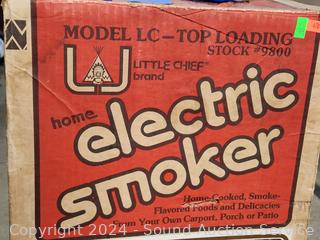 MODEL LC-TOP LOADING
STOCK #9800
LITTLE CHIEF®
brand
home
electric
smoker
Home-Cooked, Smoke-
Flavored Foods and Delicacies
From Your Own Carport, Porch or Patio
Copyright 2024 - Sound Auction Service